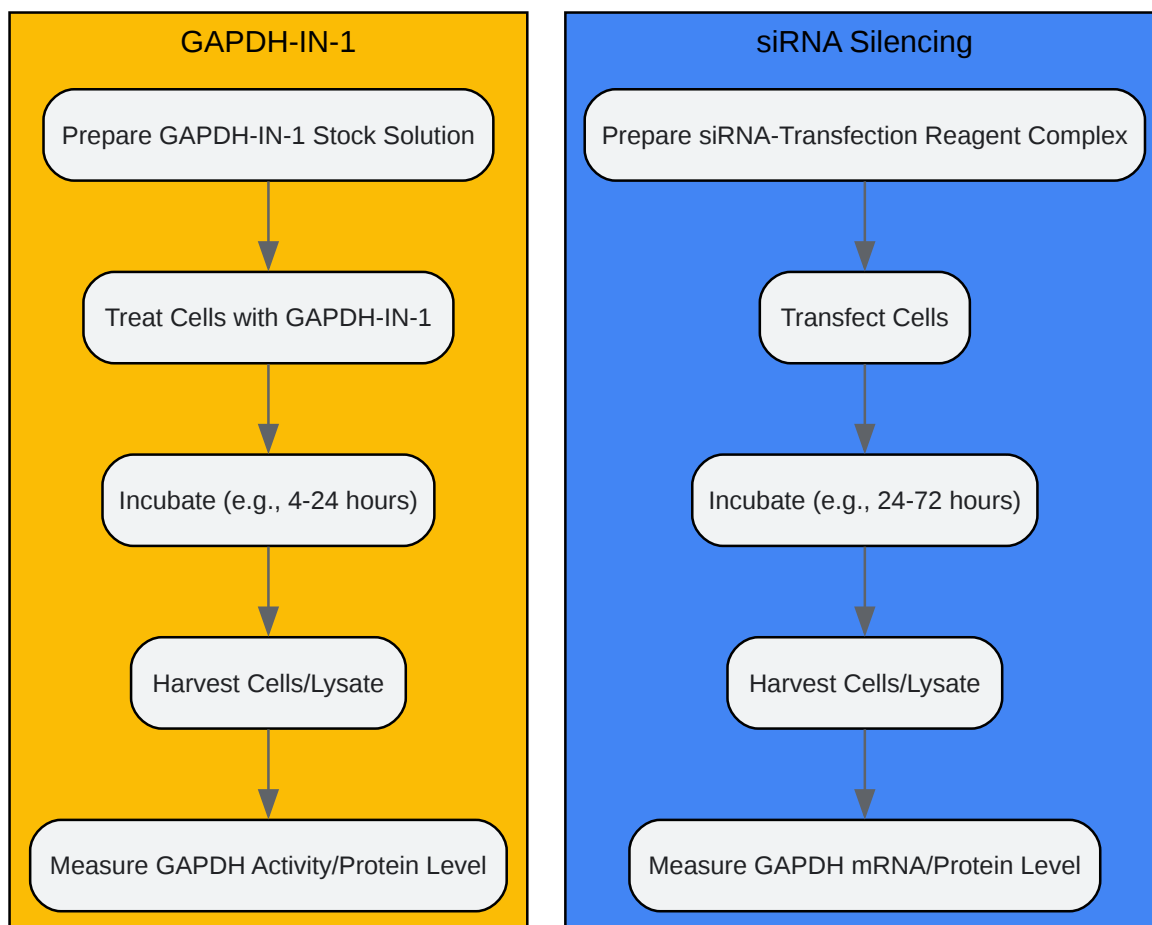 GAPDH-IN-1
Prepare GAPDH-IN-1 Stock Solution
Treat Cells with GAPDH-IN-1
Incubate (e.g., 4-24 hours)
Harvest Cells/Lysate
Measure GAPDH Activity/Protein Level
siRNA Silencing
Prepare siRNA-Transfection Reagent Complex
Transfect Cells
Incubate (e.g., 24-72 hours)
Harvest Cells/Lysate
Measure GAPDH mRNA/Protein Level